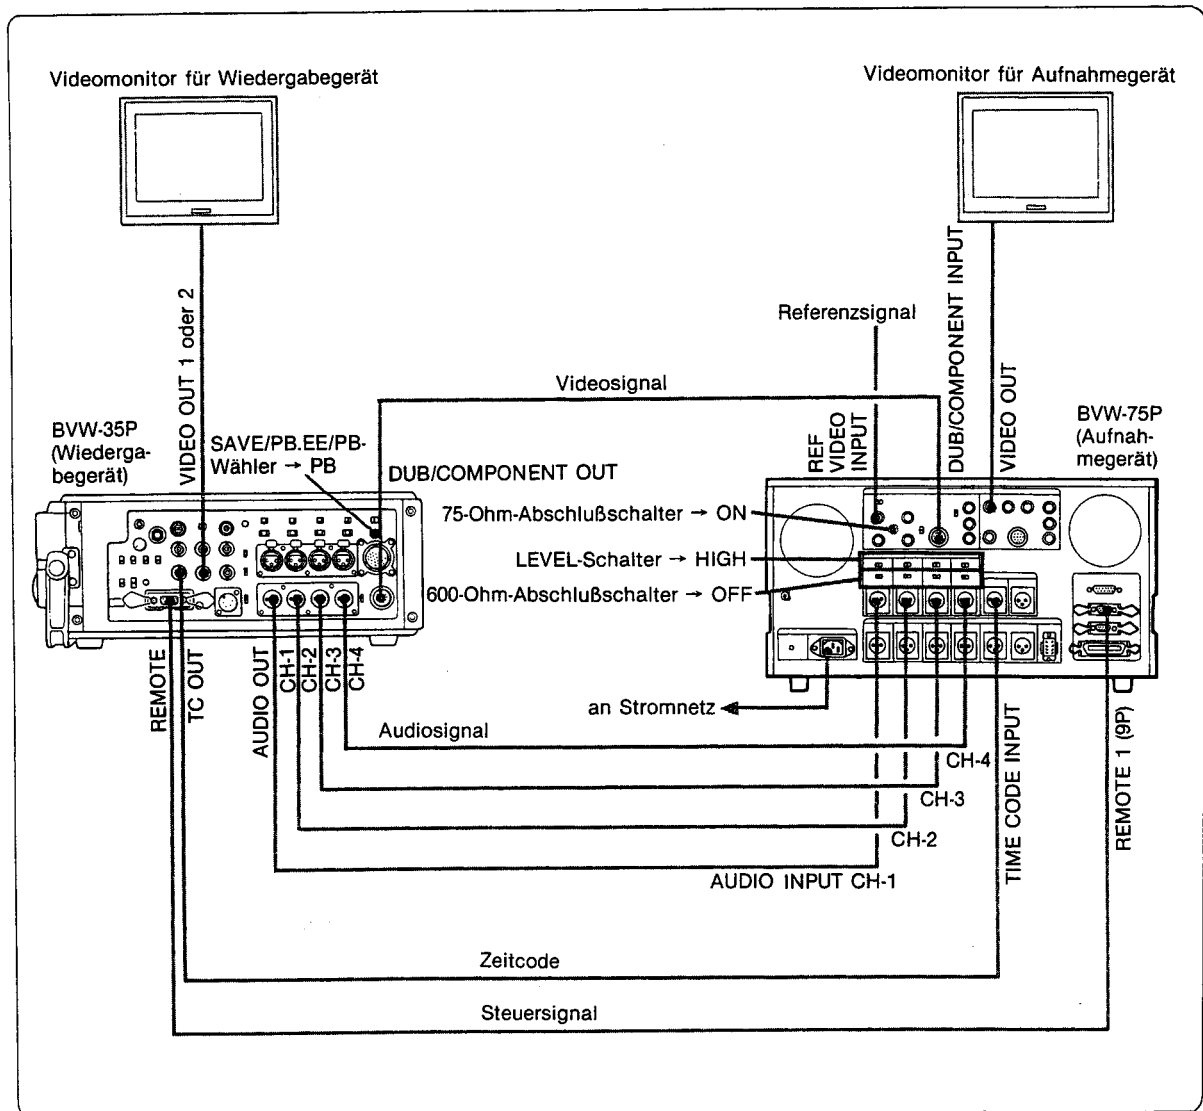 Videomonitor für Wiedergabegerät
Videomonitor für Aufnahmegerät
VIDEO OUT 1 oder 2
Referenzsignal
DUB/COMPONENT INPUT
Videosignal
VIDEO OUT
BVW-35P
(Wiederga-
begerät)
SAVE/PB.EE/PB-
Wähler → PB
DUB/COMPONENT OUT
REF
VIDEO
INPUT
BVW-75P
(Aufnah-
megerät)
75-Ohm-Abschlußschalter → ON
LEVEL-Schalter → HIGH
600-Ohm-Abschlußschalter → OFF
REMOTE
TC OUT
AUDIO OUT
CH-1
CH-2
CH-3
CH-4
an Stromnetz
Audiosignal
CH-4
CH-3
CH-2
AUDIO INPUT CH-1
TIME CODE INPUT
REMOTE 1 (9P)
Zeitcode
Steuersignal